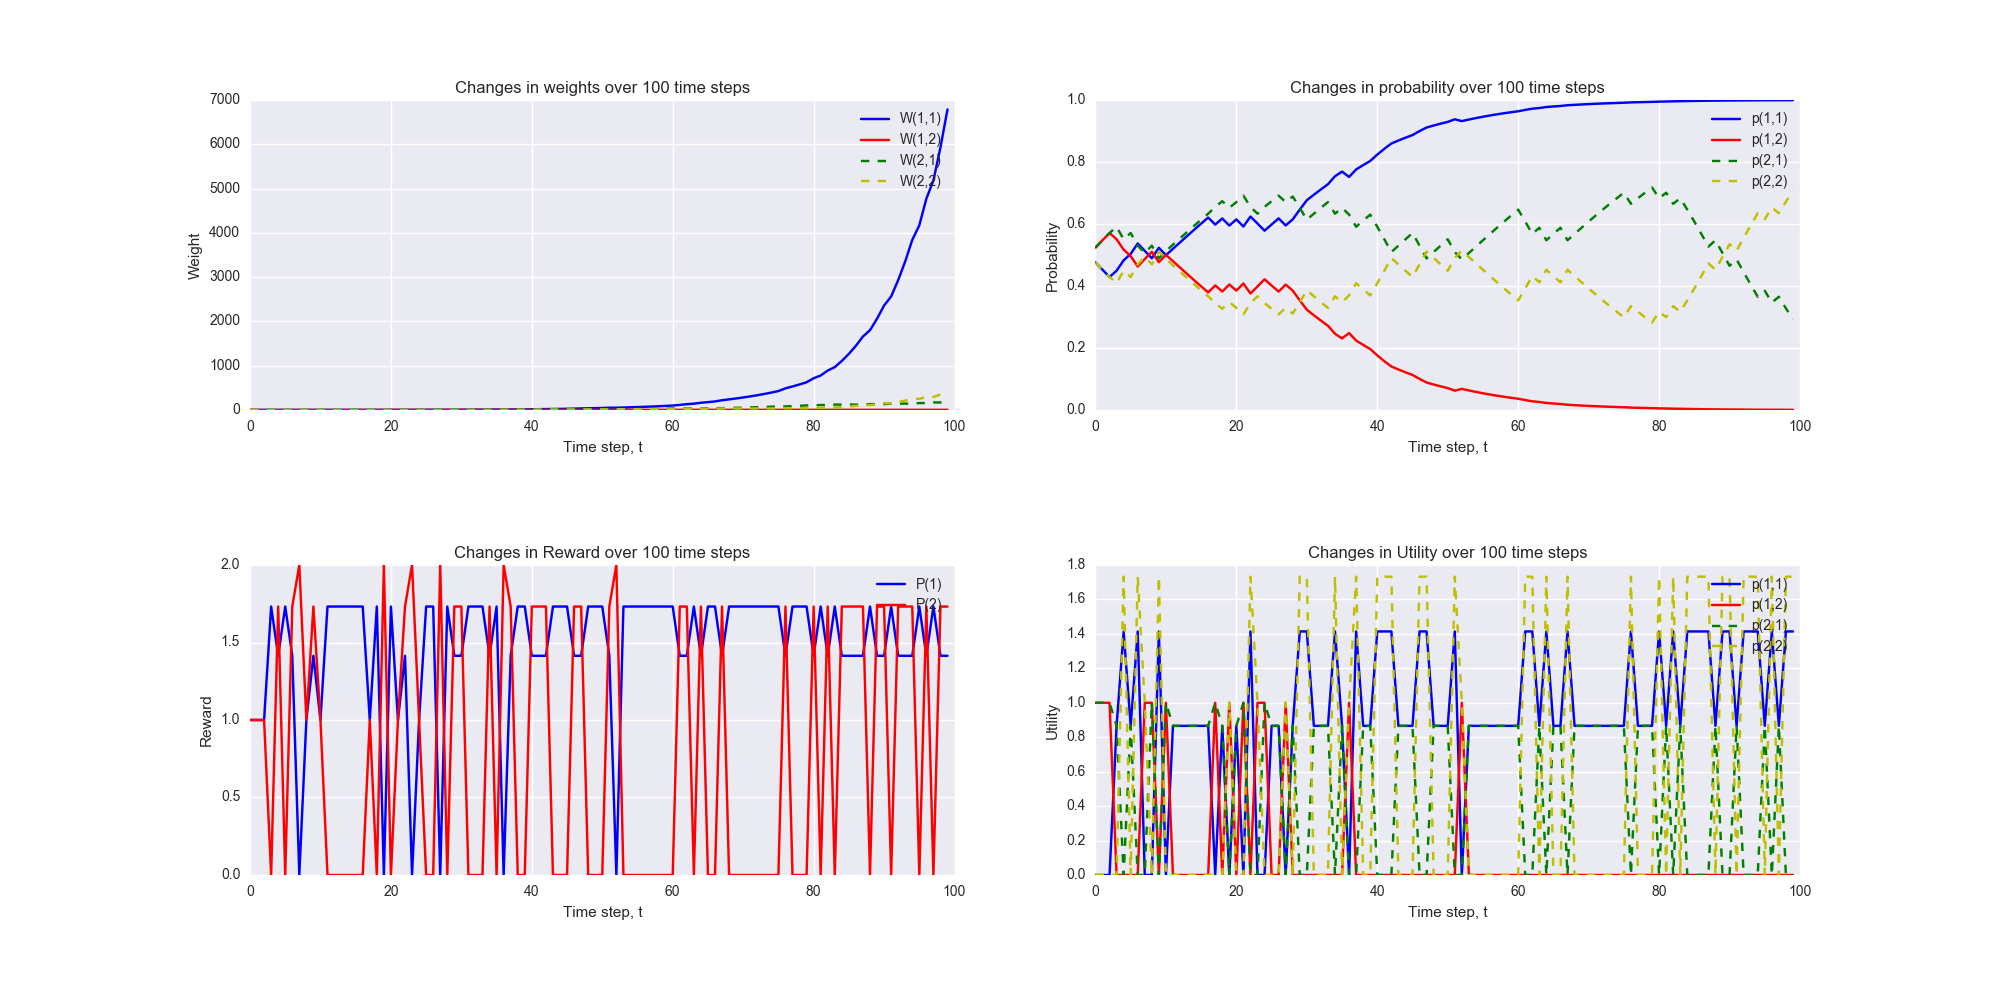 Changes in weights over 100 time steps
7000
6000
5000
4000
3000
2000
1000
0
Weight
W(1,1)
W(1,2)
W(2,1)
W(2,2)
0 20 40 60 80 100
Time step, t
Changes in probability over 100 time steps
1.0
0.8
0.6
0.4
0.2
0.0
Probability
p(1,1)
p(1,2)
p(2,1)
p(2,2)
0 20 40 60 80 100
Time step, t
Changes in Reward over 100 time steps
2.0
1.5
1.0
0.5
0.0
Reward
P(1)
P(2)
0 20 40 60 80 100
Time step, t
Changes in Utility over 100 time steps
1.8
1.6
1.4
1.2
1.0
0.8
0.6
0.4
0.2
0.0
Utility
p(1,1)
p(1,2)
p(2,1)
p(2,2)
0 20 40 60 80 100
Time step, t